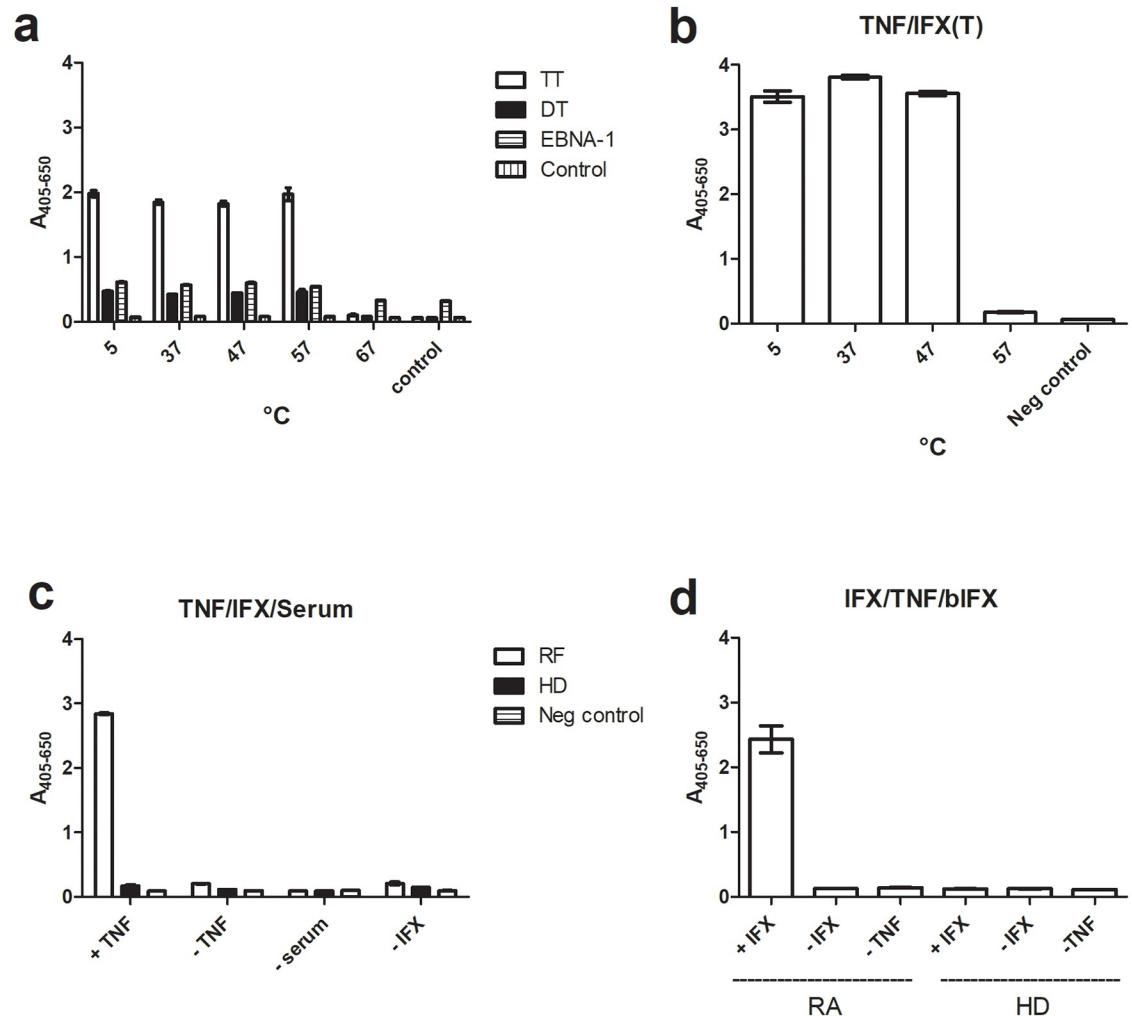 a
4
3
2
1
0
A405-650
5
37
47
57
67
control
°C
TT
DT
EBNA-1
Control
b
TNF/IFX(T)
4
3
2
1
0
A405-650
5
37
47
57
Neg control
°C
c
TNF/IFX/Serum
4
3
2
1
0
A405-650
+ TNF
- TNF
- serum
- IFX
RF
HD
Neg control
d
IFX/TNF/bIFX
4
3
2
1
0
A405-650
+ IFX
- IFX
- TNF
+ IFX
- IFX
-TNF
RA
HD